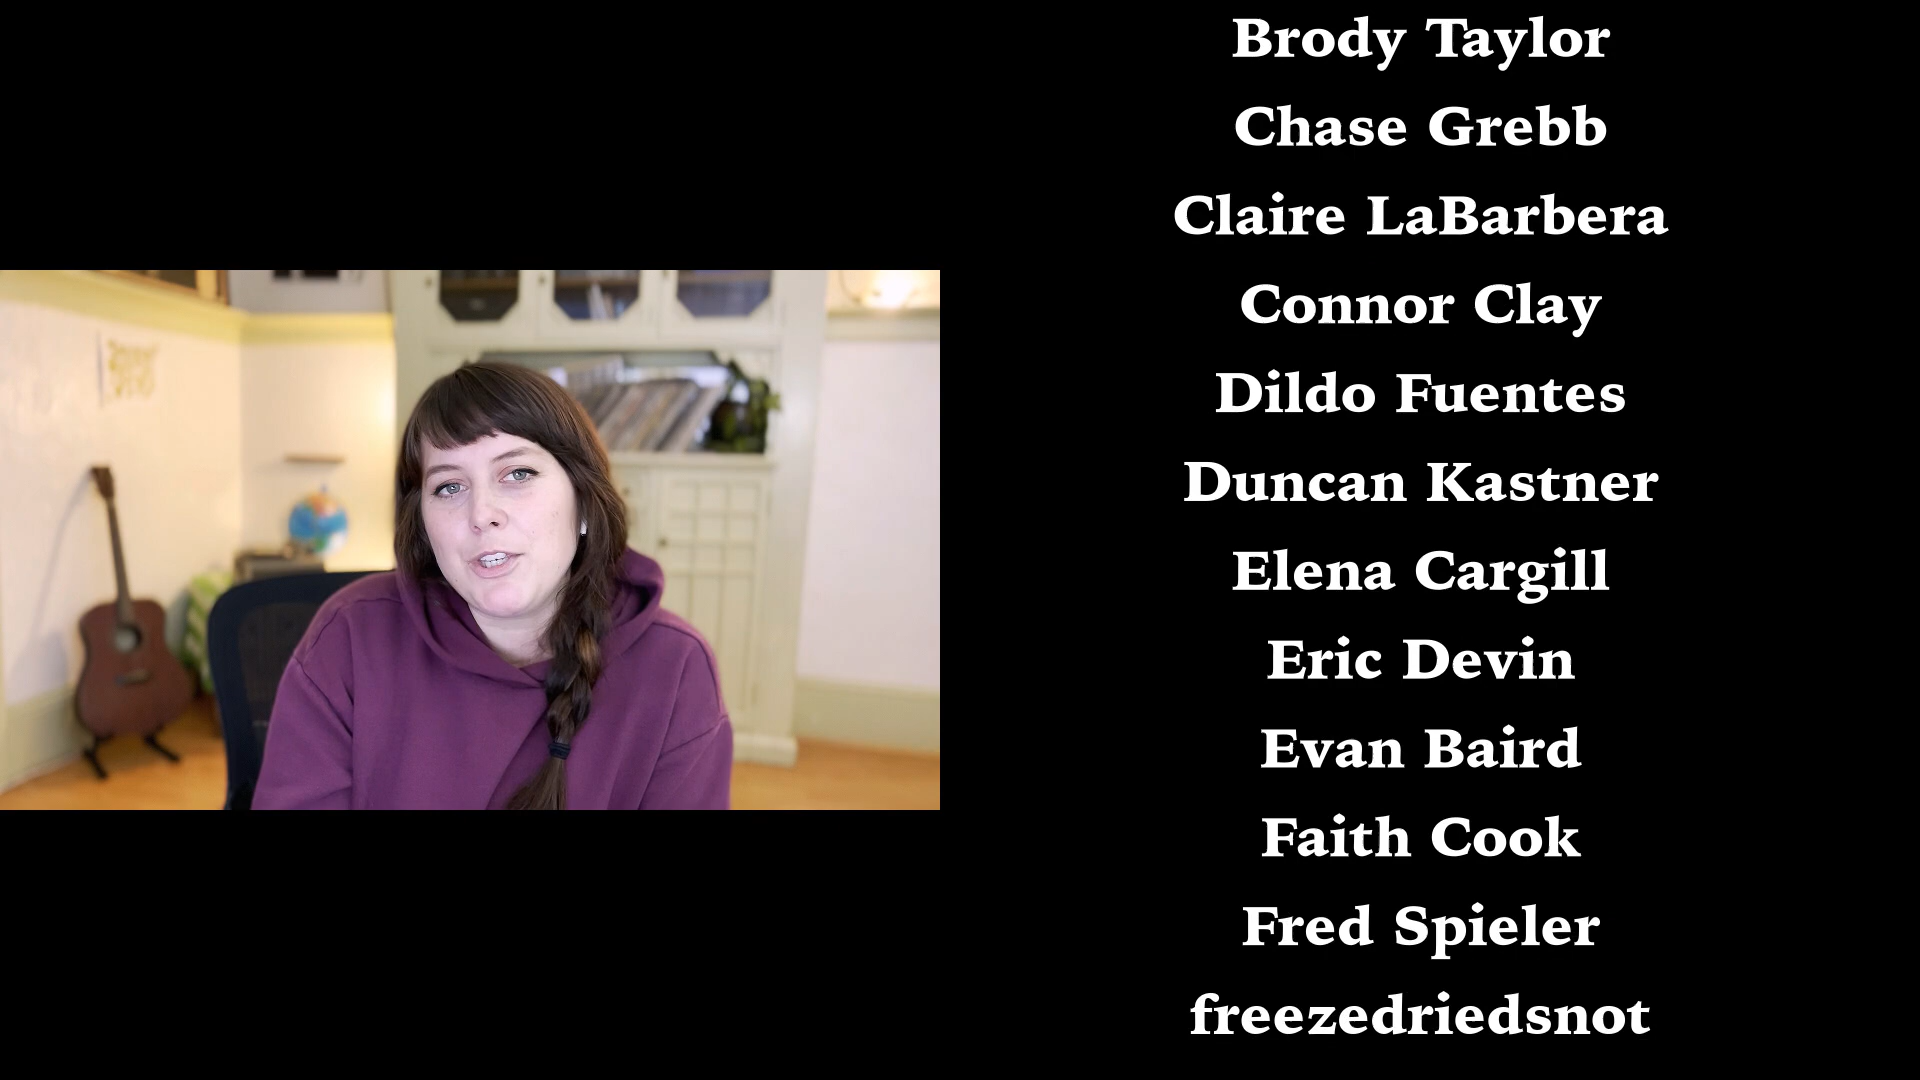 Brody Taylor
Chase Grebb
Claire LaBarbera
Connor Clay
Dildo Fuentes
Duncan Kastner
Elena Cargill
Eric Devin
Evan Baird
Faith Cook
Fred Spieler
freezedriedsnot